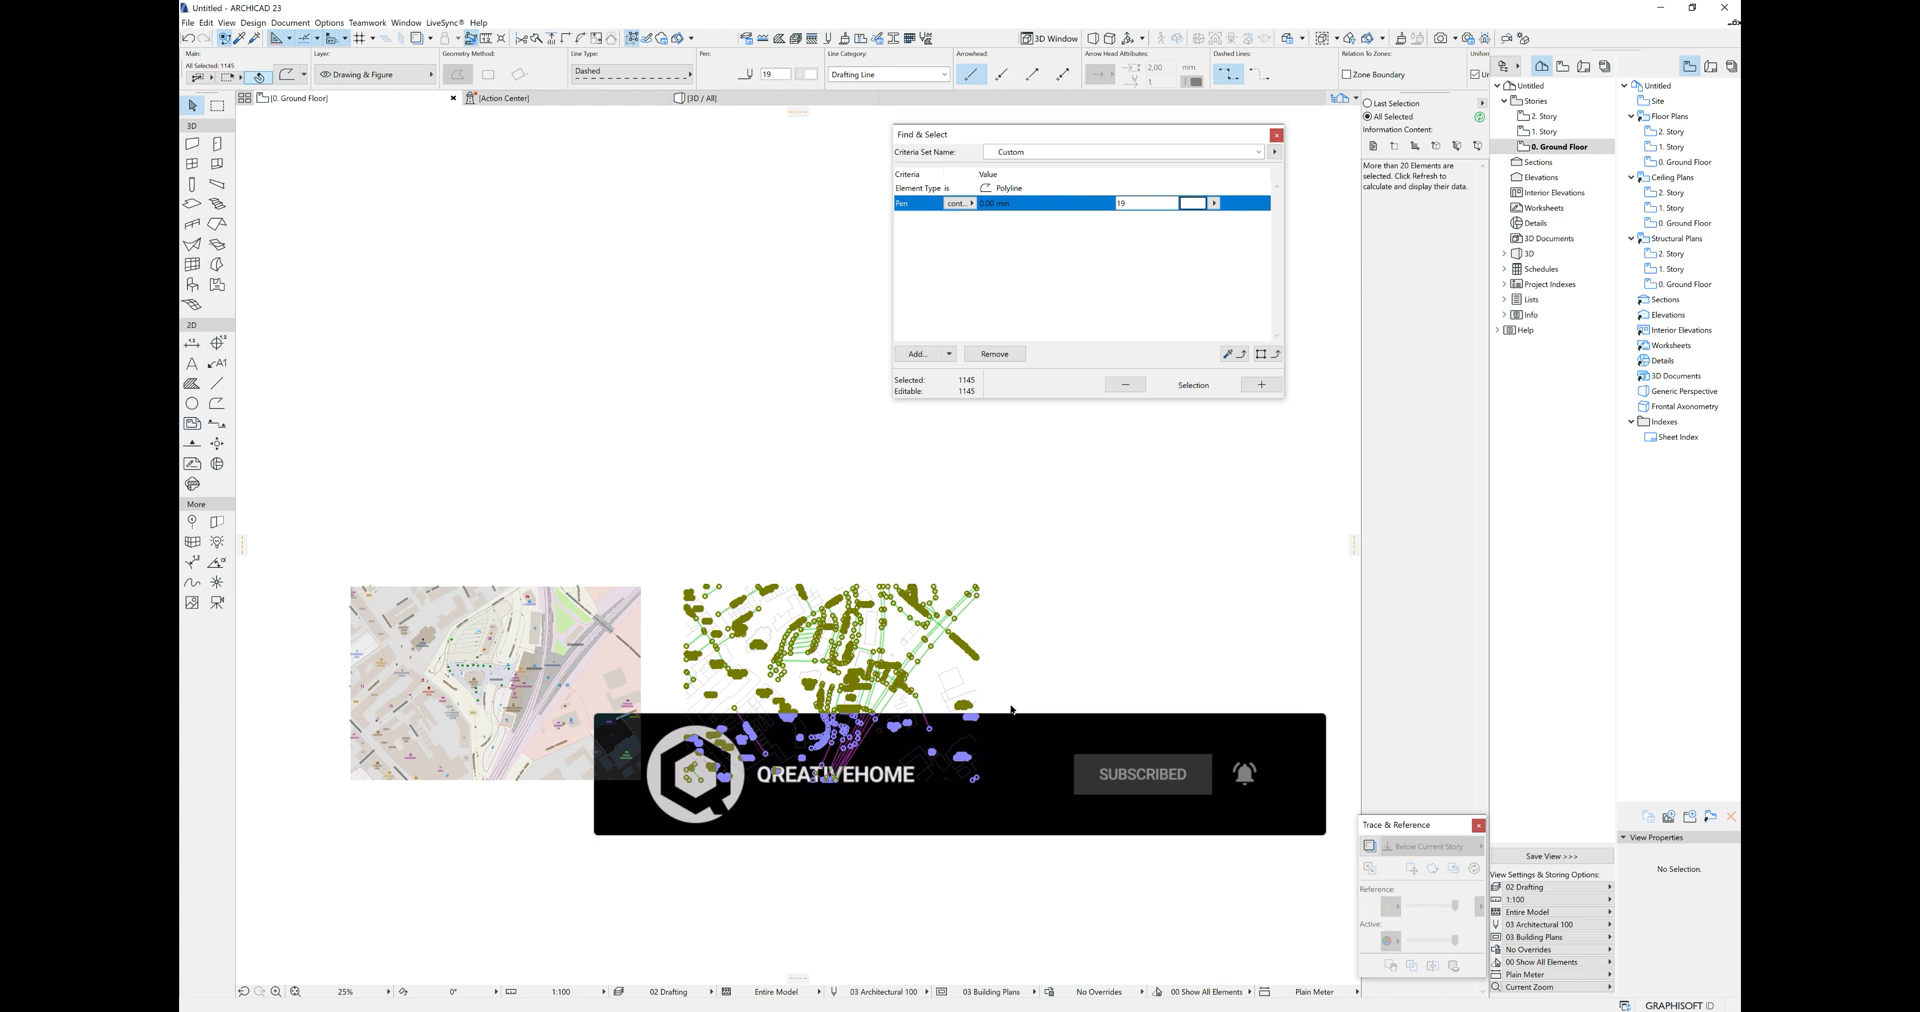 Untitled - ARCHICAD 23
File Edit View Design Document Options Teamwork Window LiveSync® Help
3D Window
Main:
All Selected: 1145
Layer:
Drawing & Figure
Geometry Method:
Line Type:
Dashed
Pen:
19
Line Category:
Drafting Line
Arrowhead:
Arrow Head Attributes:
2,00 mm
1
Dashed Lines:
Relation To Zones:
Zone Boundary
Uniform
[0. Ground Floor]
[Action Center]
[3D / All]
3D
2D
More
Find & Select
Criteria Set Name:
Custom
Criteria Value
Element Type is Polyline
Pen cont... 0.00 mm 19
Add... Remove
Selected: 1145
Editable: 1145
Selection
Last Selection
All Selected
Information Content:
More than 20 Elements are
selected. Click Refresh to
calculate and display their data.
Untitled
Stories
2. Story
1. Story
0. Ground Floor
Sections
Elevations
Interior Elevations
Worksheets
Details
3D Documents
3D
Schedules
Project Indexes
Lists
Info
Help
Untitled
Site
Floor Plans
2. Story
1. Story
0. Ground Floor
Ceiling Plans
2. Story
1. Story
0. Ground Floor
Structural Plans
2. Story
1. Story
0. Ground Floor
Sections
Elevations
Interior Elevations
Worksheets
Details
3D Documents
Generic Perspective
Frontal Axonometry
Indexes
Sheet Index
QREATIVEHOME
SUBSCRIBED
Trace & Reference
Below Current Story
Reference:
Active:
Save View >>>
View Settings & Storing Options:
02 Drafting
1:100
Entire Model
03 Architectural 100
03 Building Plans
No Overrides
00 Show All Elements
Plain Meter
Current Zoom
View Properties
No Selection.
25% 0° 1:100 02 Drafting Entire Model 03 Architectural 100 03 Building Plans No Overrides 00 Show All Elements Plain Meter
GRAPHISOFT ID